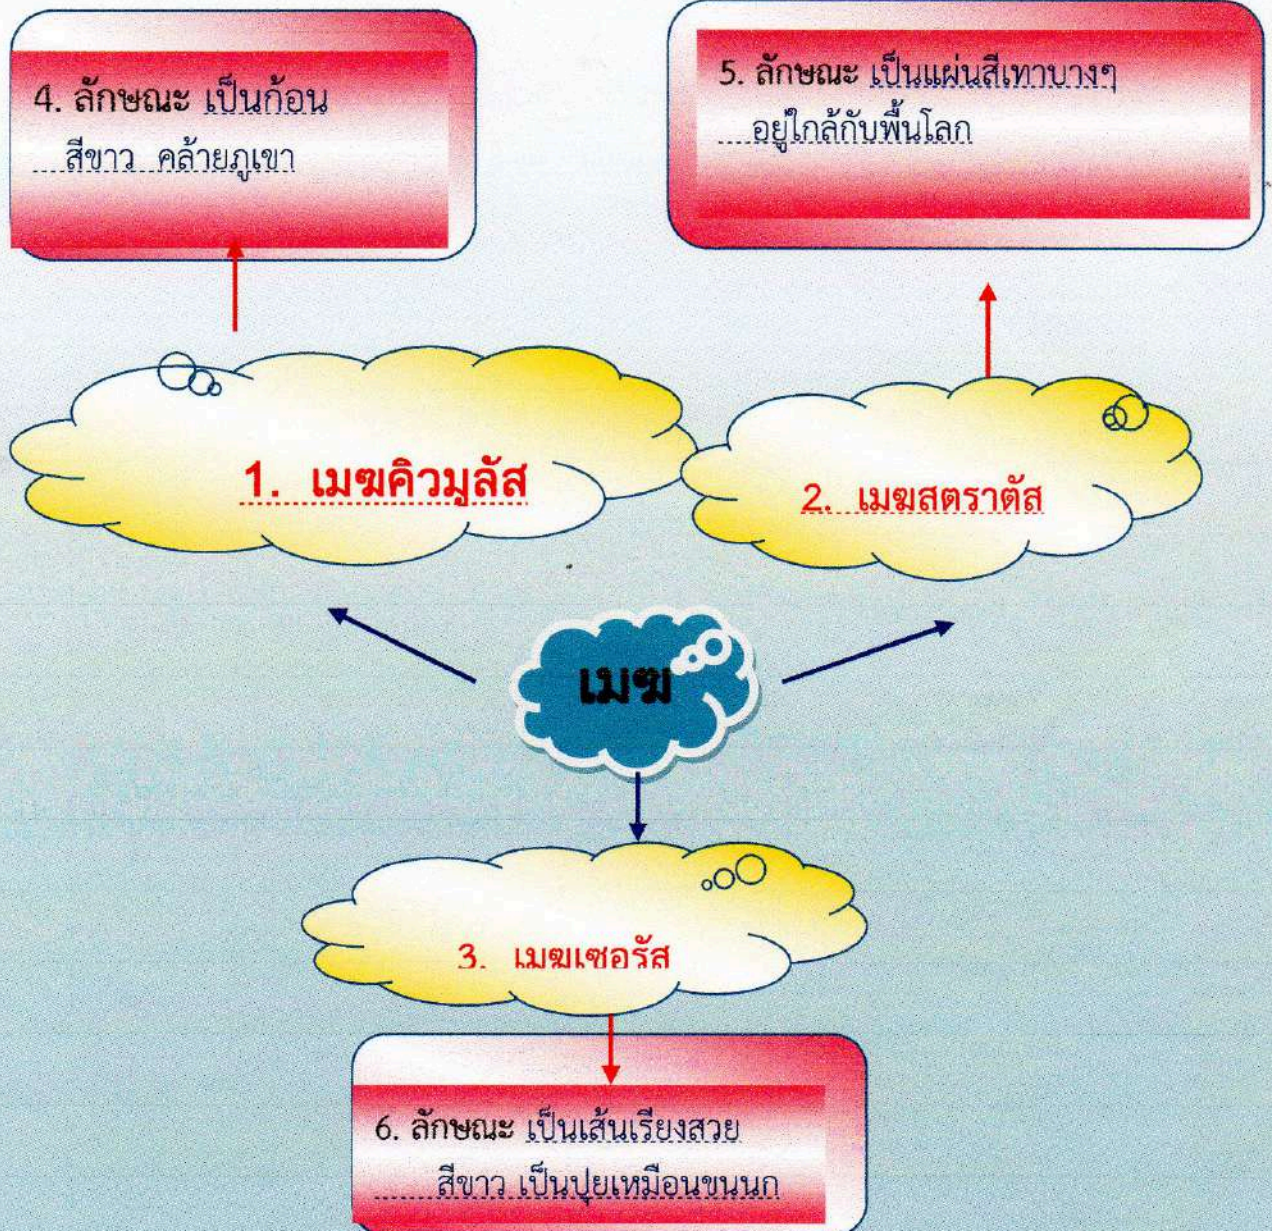 4. ลักษณะ เป็นก้อน
สีขาว คล้ายภูเขา
5. ลักษณะ เป็นแผ่นสีเทาบางๆ
อยู่ใกล้กับพื้นโลก
1. เมฆคิวมูลัส
2. เมฆสตราตัส
เมฆ
3. เมฆเซอรัส
6. ลักษณะ เป็นเส้นเรียงสวย
สีขาว เป็นปุยเหมือนขนนก